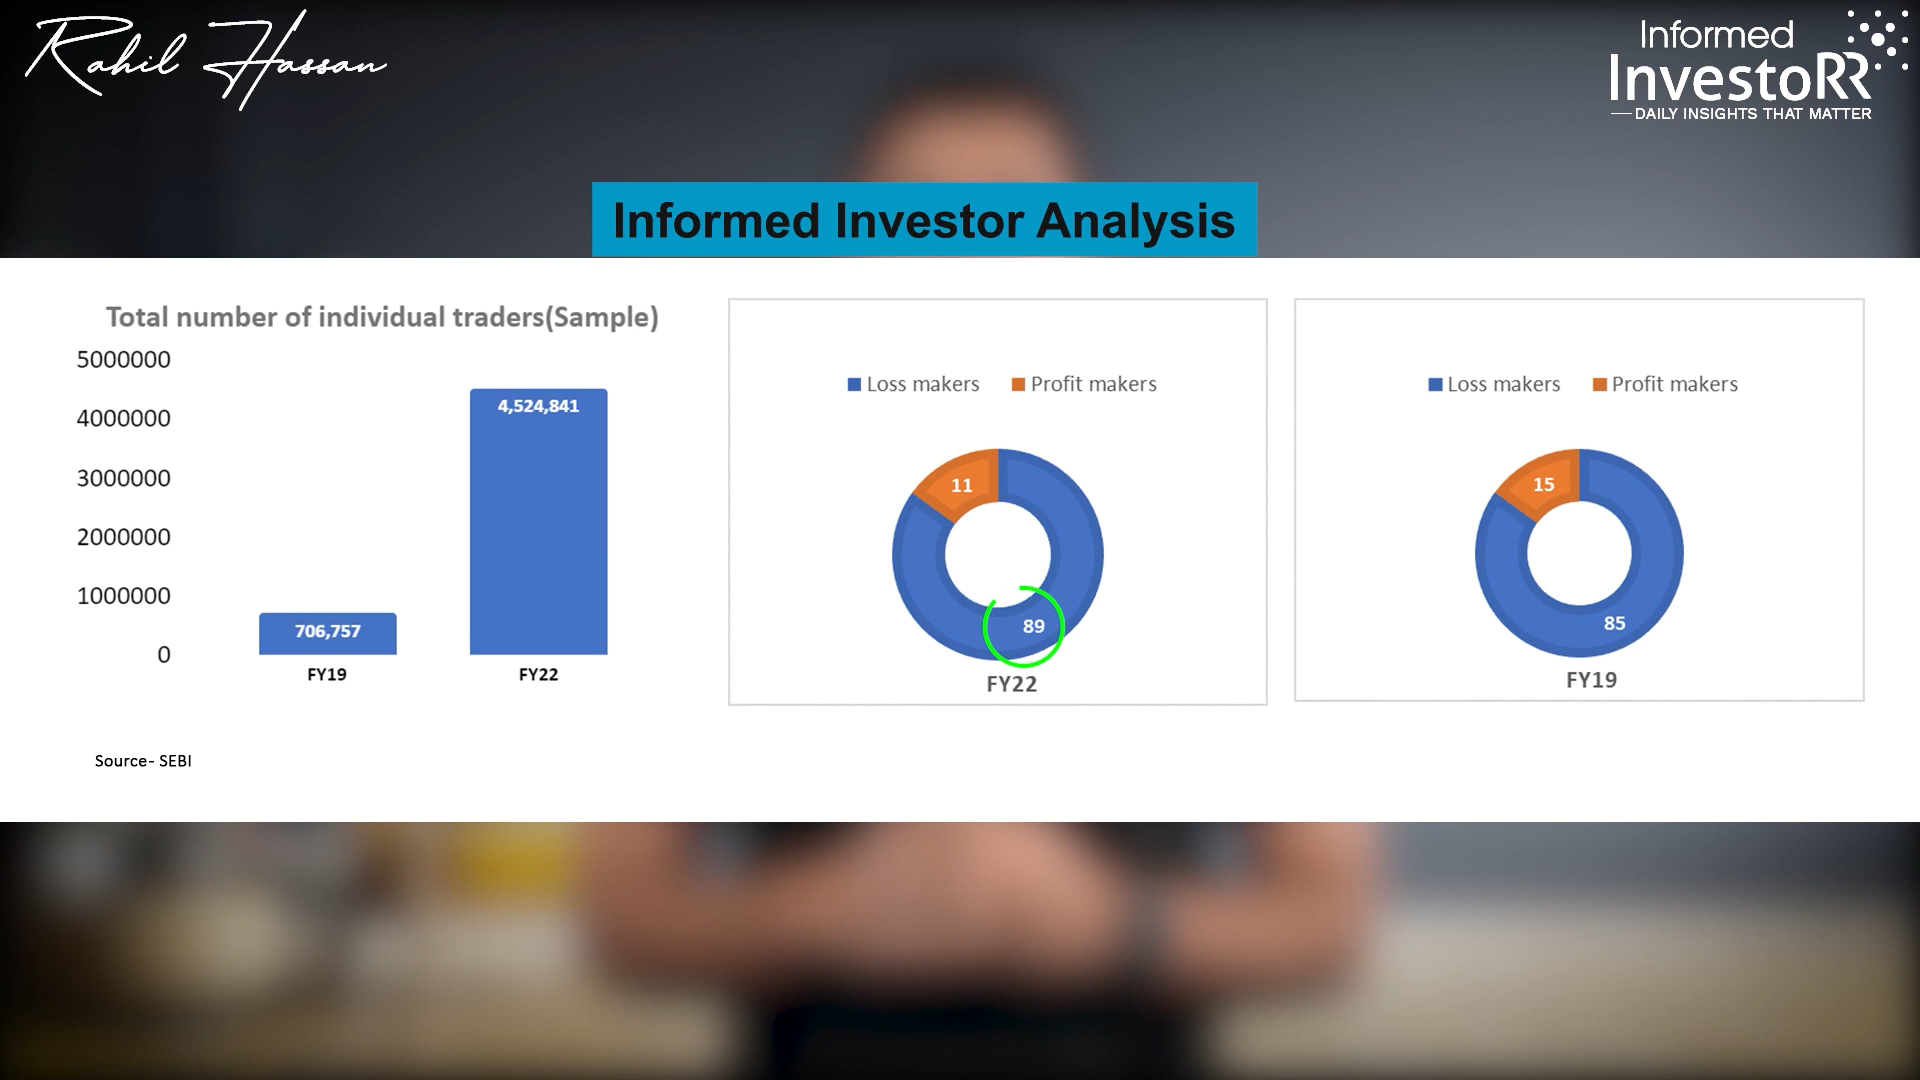 Rahil Hassan
Informed
InvestoRR
DAILY INSIGHTS THAT MATTER
Informed Investor Analysis
Total number of individual traders(Sample)
5000000
4000000
3000000
2000000
1000000
0
4,524,841
706,757
FY19
FY22
Loss makers
Profit makers
11
89
FY22
Loss makers
Profit makers
15
85
FY19
Source- SEBI